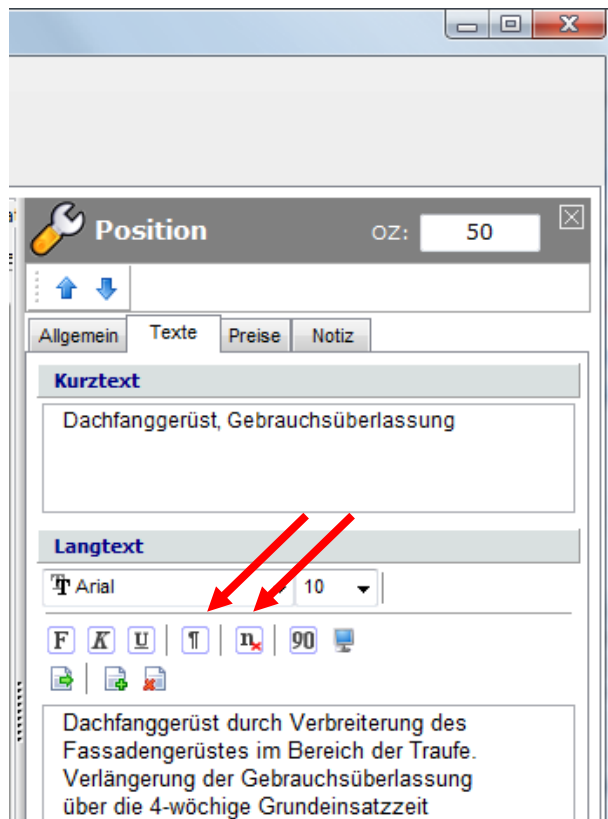 Position OZ: 50
Allgemein Texte Preise Notiz
Kurztext
Dachfanggerüst, Gebrauchsüberlassung
Langtext
Arial 10
F K U ¶ n 90
Dachfanggerüst durch Verbreiterung des
Fassadengerüstes im Bereich der Traufe.
Verlängerung der Gebrauchsüberlassung
über die 4-wöchige Grundeinsatzzeit